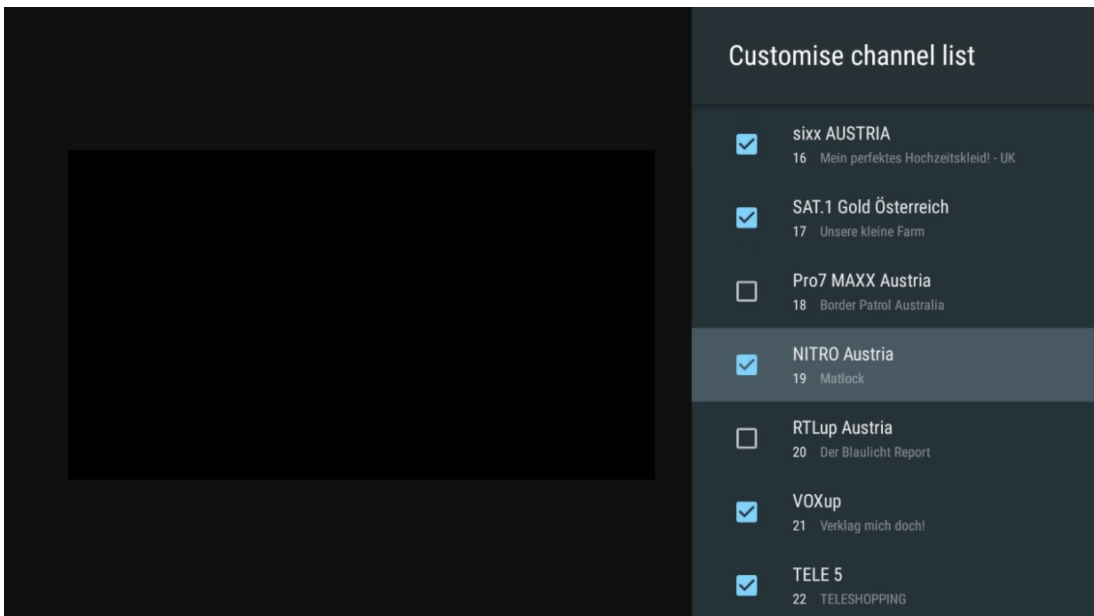 Customise channel list
sixx AUSTRIA
16 Mein perfektes Hochzeitskleid! - UK
SAT.1 Gold Österreich
17 Unsere kleine Farm
Pro7 MAXX Austria
18 Border Patrol Australia
NITRO Austria
19 Matlock
RTLup Austria
20 Der Blaulicht Report
VOXup
21 Verklag mich doch!
TELE 5
22 TELESHOPPING